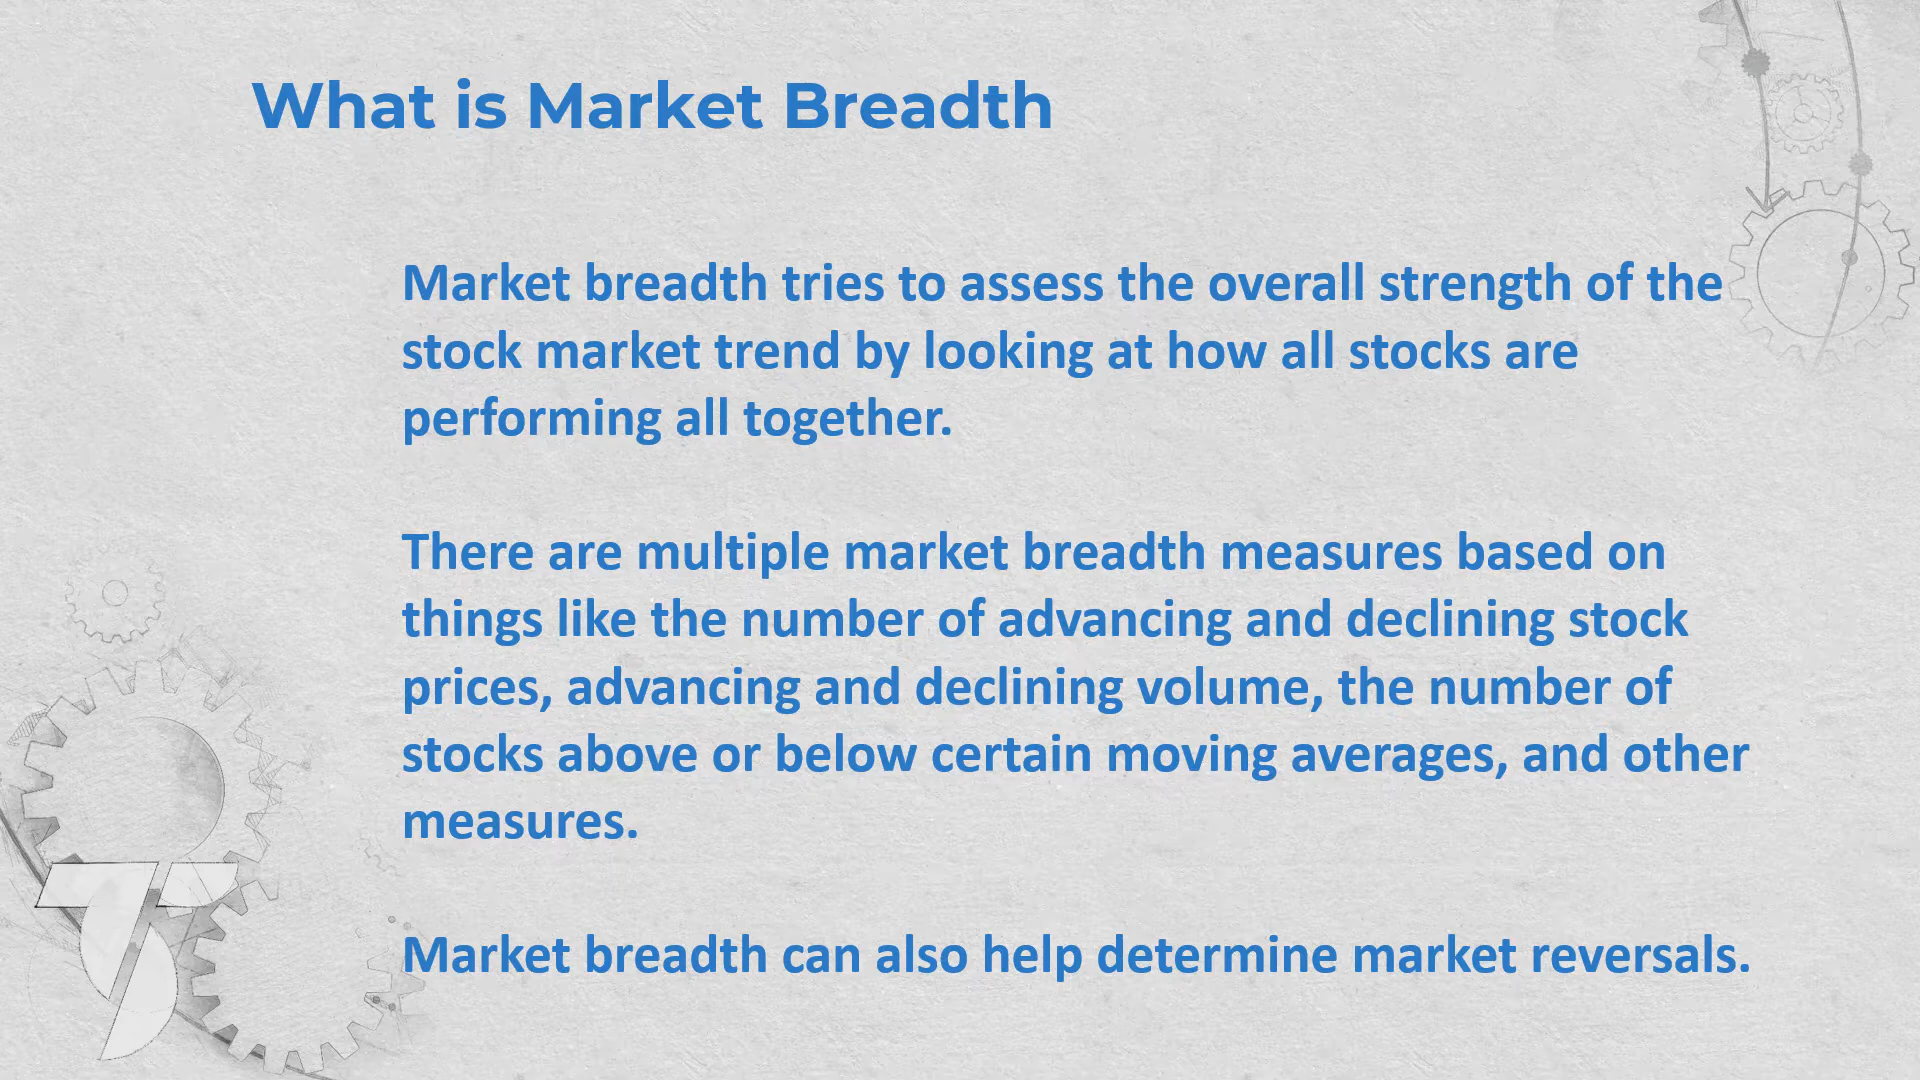 What is Market Breadth
Market breadth tries to assess the overall strength of the
stock market trend by looking at how all stocks are
performing all together.
There are multiple market breadth measures based on
things like the number of advancing and declining stock
prices, advancing and declining volume, the number of
stocks above or below certain moving averages, and other
measures.
Market breadth can also help determine market reversals.